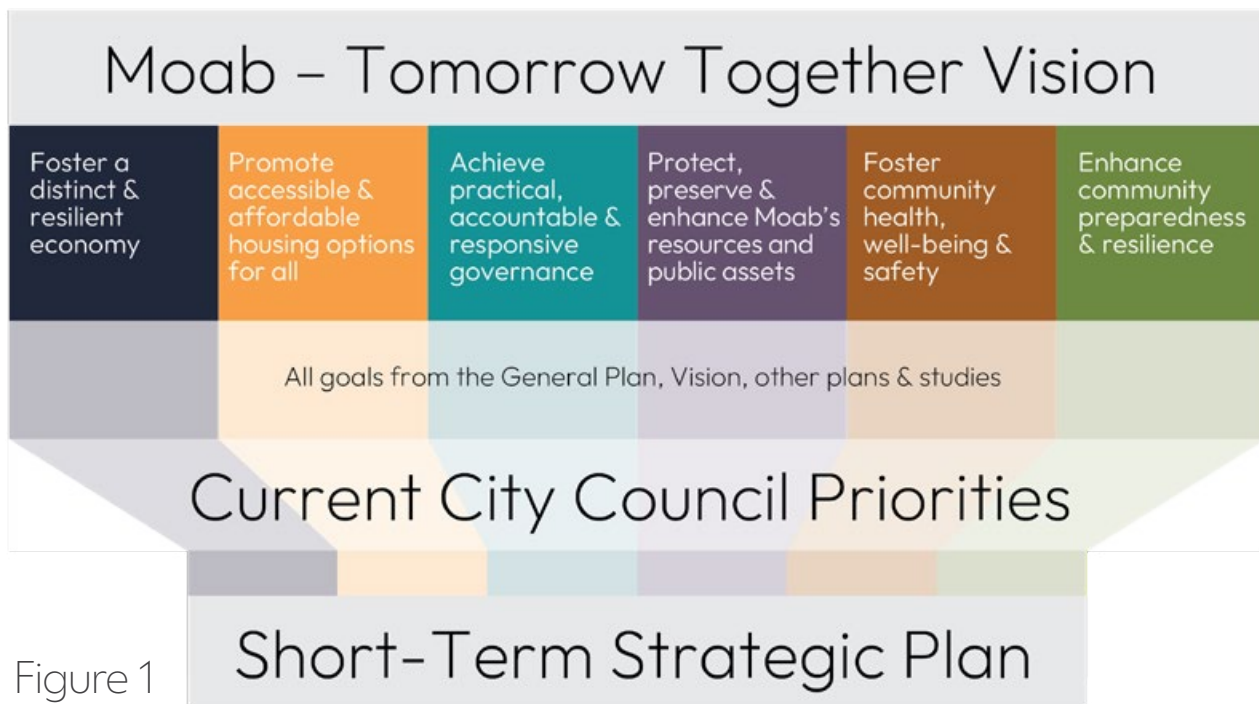 Moab – Tomorrow Together Vision
Foster a
distinct &
resilient
economy
Promote
accessible &
affordable
housing options
for all
Achieve
practical,
accountable &
responsive
governance
Protect,
preserve &
enhance Moab's
resources and
public assets
Foster
community
health,
well-being &
safety
Enhance
community
preparedness
& resilience
All goals from the General Plan, Vision, other plans & studies
Current City Council Priorities
Short-Term Strategic Plan
Figure 1